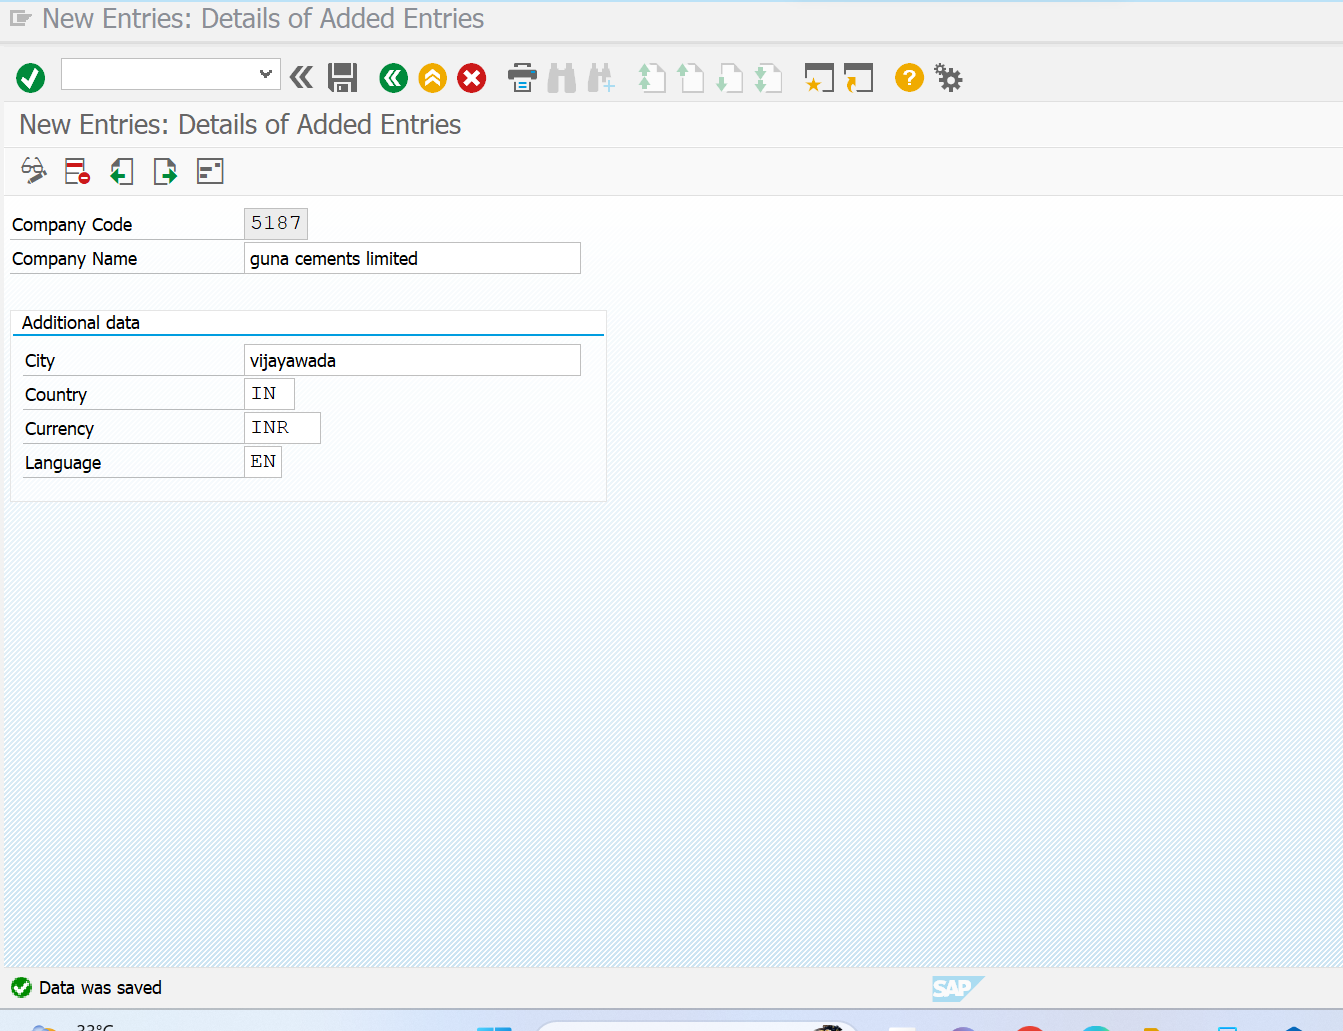 New Entries: Details of Added Entries
New Entries: Details of Added Entries
Company Code 5187
Company Name guna cements limited
Additional data
City vijayawada
Country IN
Currency INR
Language EN
Data was saved
SAP